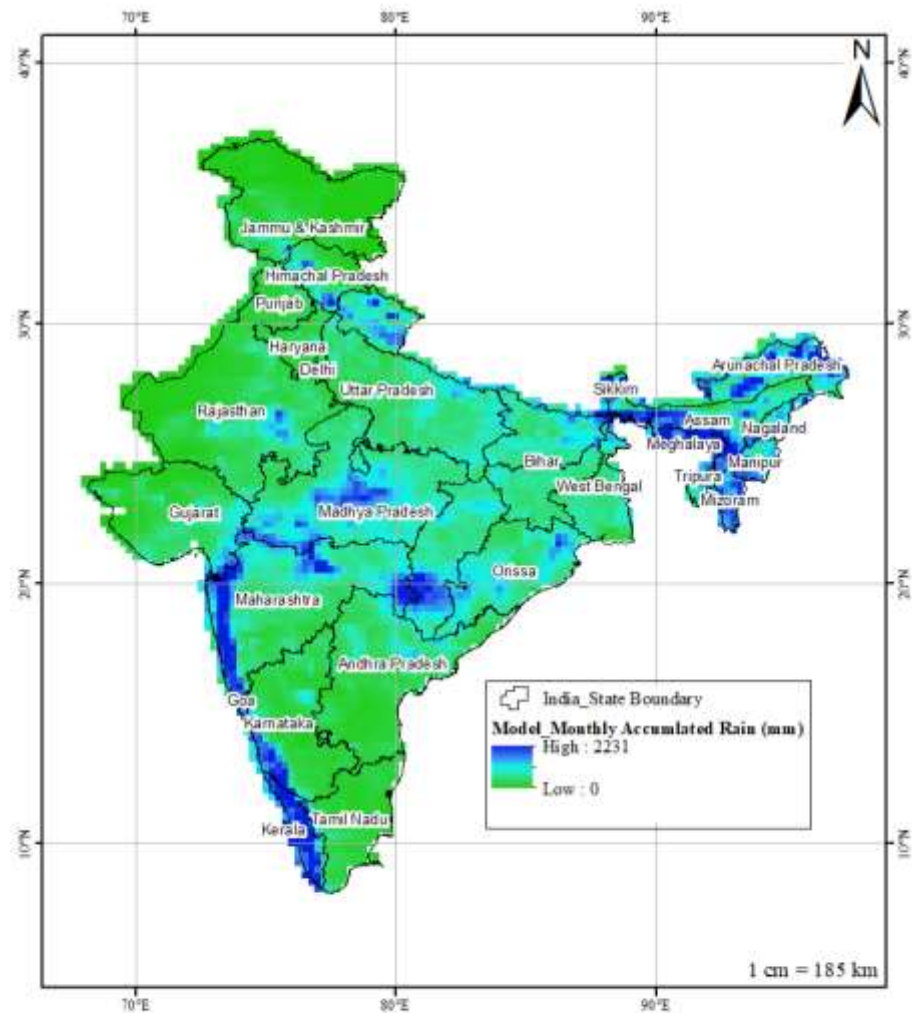 70°E 80°E 90°E
40°N 40°N
N
Jammu & Kashmir
Himachal Pradesh
Punjab
30°N 30°N
Haryana
Delhi
Uttar Pradesh
Sikkim
Arunachal Pradesh
Rajasthan
Assam
Nagaland
Meghalaya
Bihar
Manipur
Tripura
West Bengal
Mizoram
Gujarat
Madhya Pradesh
Orissa
20°N 20°N
Maharashtra
Andhra Pradesh
Goa
Karnataka
India_State Boundary
Model_Monthly Accumlated Rain (mm)
High : 2231
Low : 0
Tamil Nadu
Kerala
10°N 10°N
1 cm = 185 km
70°E 80°E 90°E